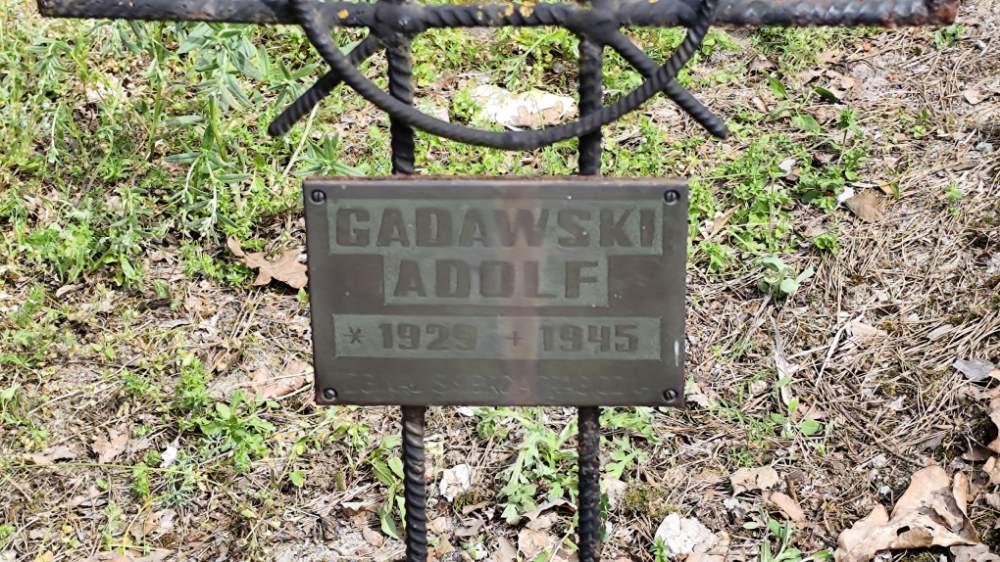 GADAWSKI
ADOLF
* 1929 + 1945